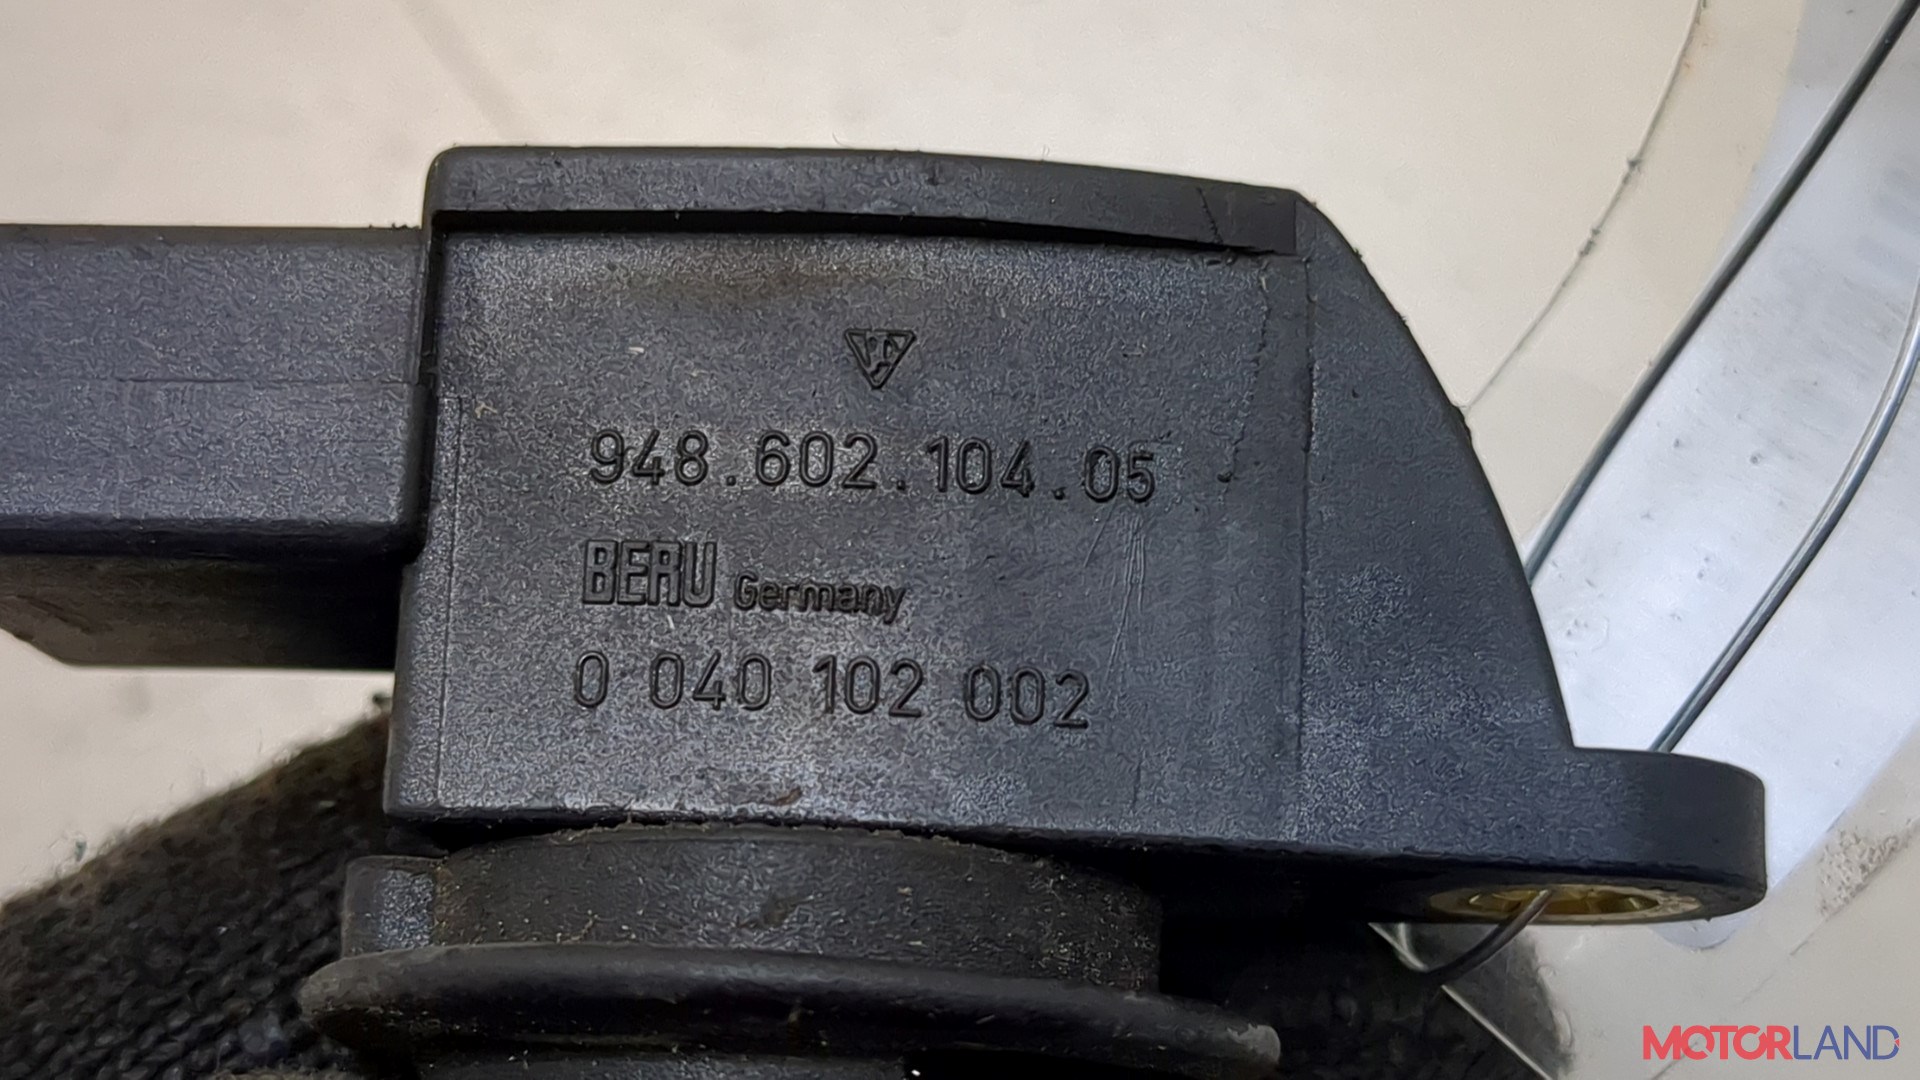 948.602.104.05
BERU Germany
0 040 102 002
MOTORLAND